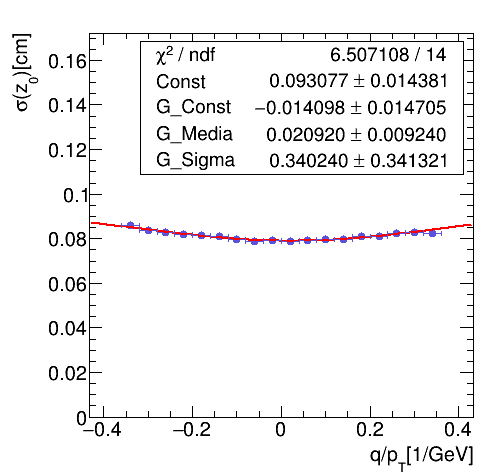 χ² / ndf 6.507108 / 14
Const 0.093077 ± 0.014381
G_Const −0.014098 ± 0.014705
G_Media 0.020920 ± 0.009240
G_Sigma 0.340240 ± 0.341321
σ(z₀)[cm]
0.16
0.14
0.12
0.1
0.08
0.06
0.04
0.02
0
−0.4 −0.2 0 0.2 0.4
q/p_T[1/GeV]